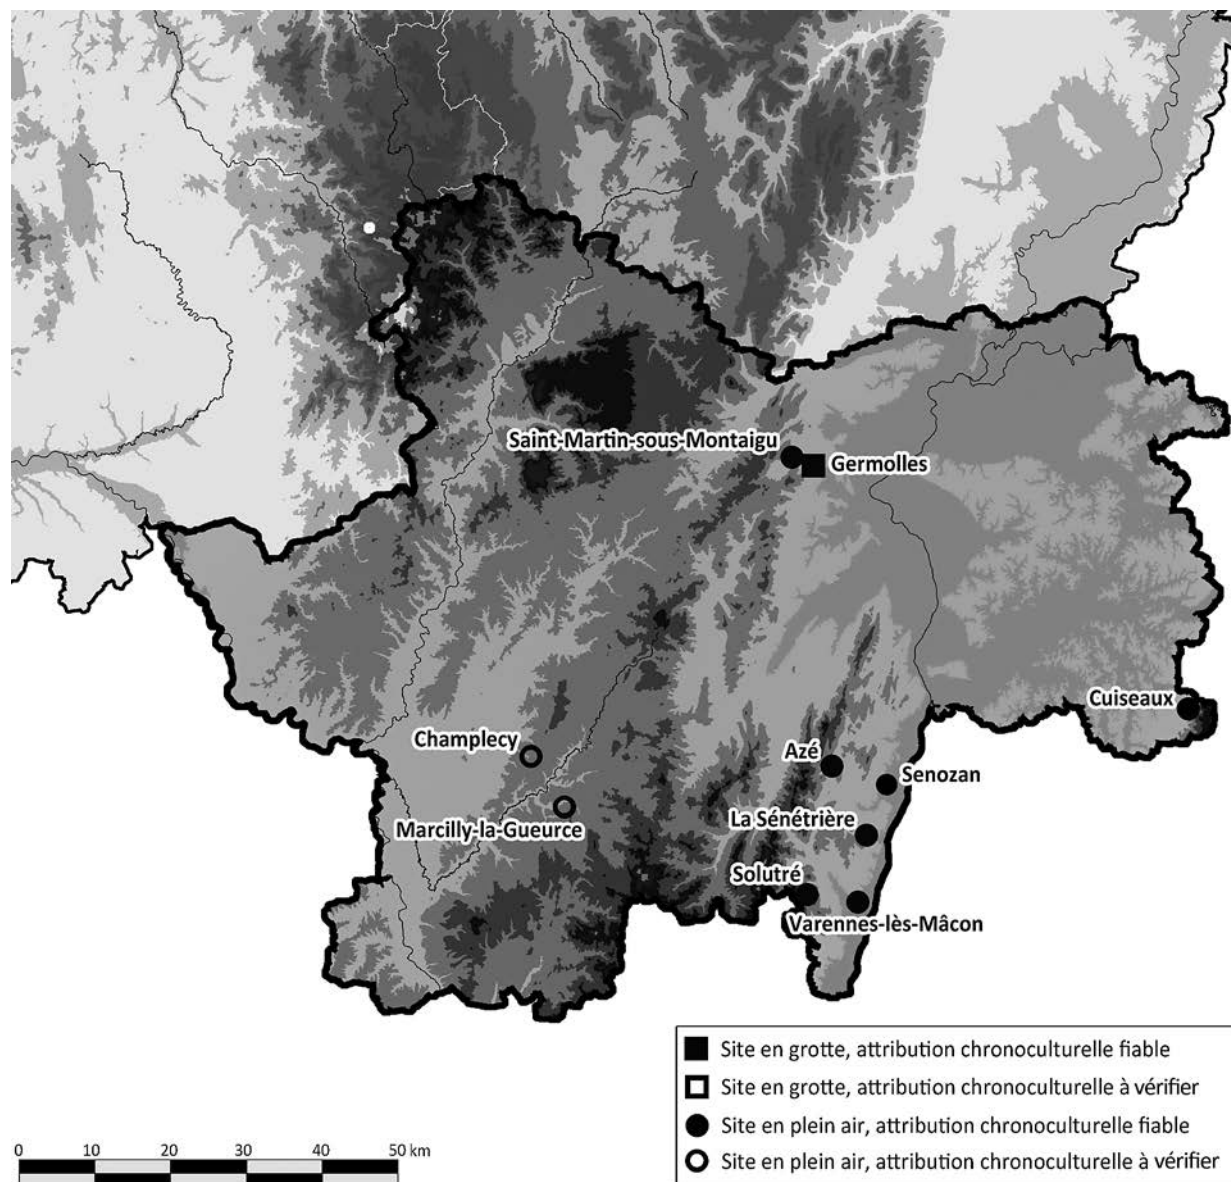 Saint-Martin-sous-Montaigu
Germolles
Cuiseaux
Champlecy
Azé
Senozan
Marcilly-la-Gueurce
La Sénétrière
Solutré
Varennes-lès-Mâcon
Site en grotte, attribution chronoculturelle fiable
Site en grotte, attribution chronoculturelle à vérifier
Site en plein air, attribution chronoculturelle fiable
Site en plein air, attribution chronoculturelle à vérifier
0 10 20 30 40 50 km